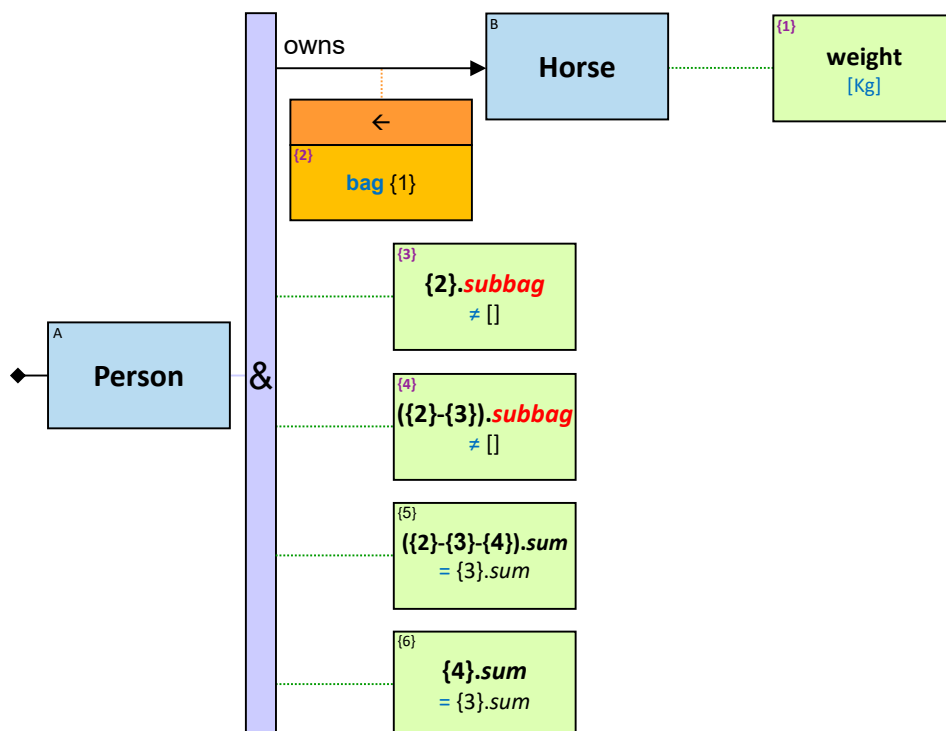 owns
B
Horse
{1}
weight
[Kg]
←
{2}
bag {1}
{3}
{2}.subbag
≠ []
A
Person
&
{4}
({2}-{3}).subbag
≠ []
{5}
({2}-{3}-{4}).sum
= {3}.sum
{6}
{4}.sum
= {3}.sum